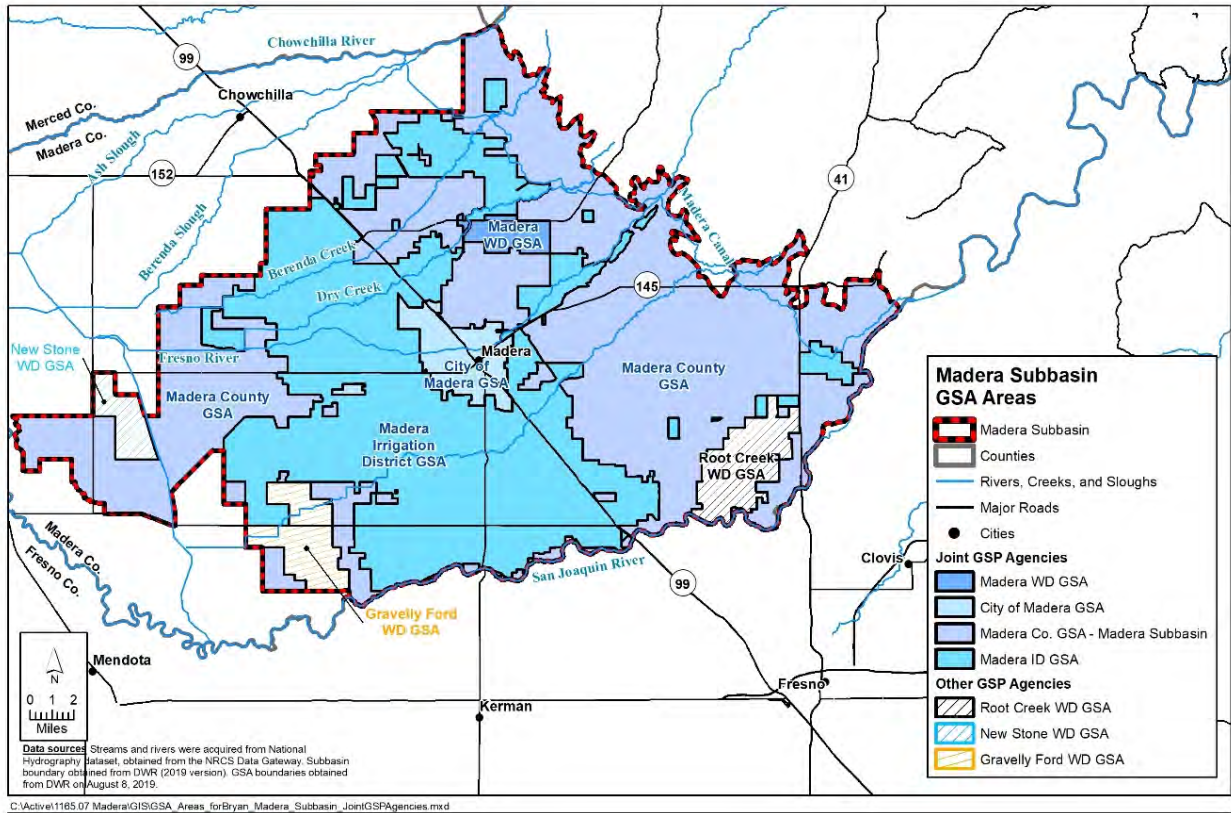 Chowchilla River
99
Chowchilla
Merced Co.
Madera Co.
Ash Slough
152
41
Berenda Slough
Madera Canal
Madera
WD GSA
Berenda Creek
Dry Creek
145
Fresno River
New Stone
WD GSA
Madera
City of
Madera GSA
Madera County
GSA
Madera County
GSA
Madera
Irrigation
District GSA
Root Creek
WD GSA
Madera Co.
Fresno Co.
San Joaquin River
99
Clovis
Gravelly Ford
WD GSA
Mendota
Fresno
Kerman
N
0 1 2
Miles
Madera Subbasin
GSA Areas
Madera Subbasin
Counties
Rivers, Creeks, and Sloughs
Major Roads
Cities
Joint GSP Agencies
Madera WD GSA
City of Madera GSA
Madera Co. GSA - Madera Subbasin
Madera ID GSA
Other GSP Agencies
Root Creek WD GSA
New Stone WD GSA
Gravelly Ford WD GSA
Data sources Streams and rivers were acquired from National
Hydrography dataset, obtained from the NRCS Data Gateway. Subbasin
boundary obtained from DWR (2019 version). GSA boundaries obtained
from DWR on August 8, 2019.
C:\Active\1165.07 Madera\GIS\GSA_Areas_forBryan_Madera_Subbasin_JointGSPAgencies.mxd